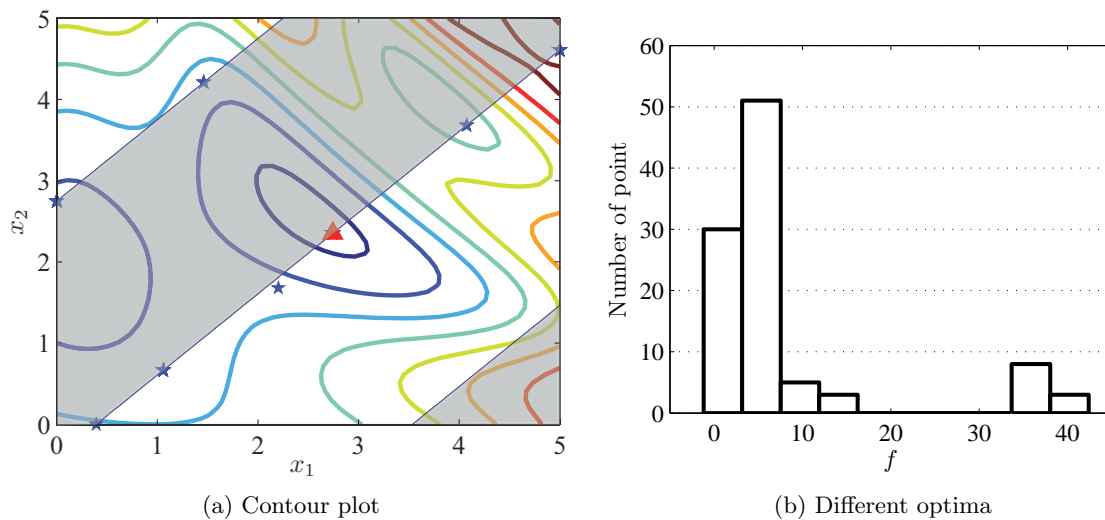 5
4
3
2
1
0
x₂
0 1 2 3 4 5
x₁
(a) Contour plot
60
50
40
30
20
10
0
Number of point
0 10 20 30 40
f
(b) Different optima